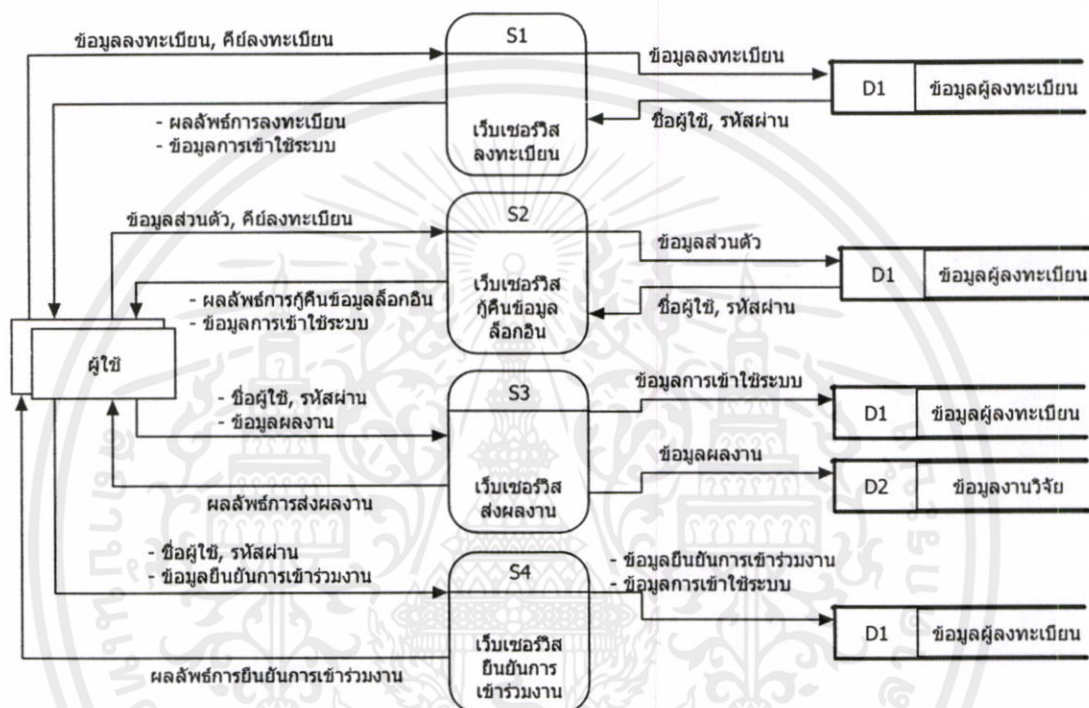 S1
ข้อมูลลงทะเบียน, คีย์ลงทะเบียน
ข้อมูลลงทะเบียน
D1
ข้อมูลผู้ลงทะเบียน
ชื่อผู้ใช้, รหัสผ่าน
- ผลลัพธ์การลงทะเบียน
- ข้อมูลการเข้าใช้ระบบ
เว็บเซอร์วิส
ลงทะเบียน
S2
ข้อมูลส่วนตัว, คีย์ลงทะเบียน
ข้อมูลส่วนตัว
D1
ข้อมูลผู้ลงทะเบียน
ชื่อผู้ใช้, รหัสผ่าน
- ผลลัพธ์การกู้คืนข้อมูลล็อกอิน
- ข้อมูลการเข้าใช้ระบบ
เว็บเซอร์วิส
กู้คืนข้อมูล
ล็อกอิน
ผู้ใช้
S3
ข้อมูลการเข้าใช้ระบบ
- ชื่อผู้ใช้, รหัสผ่าน
- ข้อมูลผลงาน
D1
ข้อมูลผู้ลงทะเบียน
ข้อมูลผลงาน
D2
ข้อมูลงานวิจัย
เว็บเซอร์วิส
ส่งผลงาน
ผลลัพธ์การส่งผลงาน
- ชื่อผู้ใช้, รหัสผ่าน
- ข้อมูลยืนยันการเข้าร่วมงาน
S4
- ข้อมูลยืนยันการเข้าร่วมงาน
- ข้อมูลการเข้าใช้ระบบ
D1
ข้อมูลผู้ลงทะเบียน
เว็บเซอร์วิส
ยืนยันการ
เข้าร่วมงาน
ผลลัพธ์การยืนยันการเข้าร่วมงาน